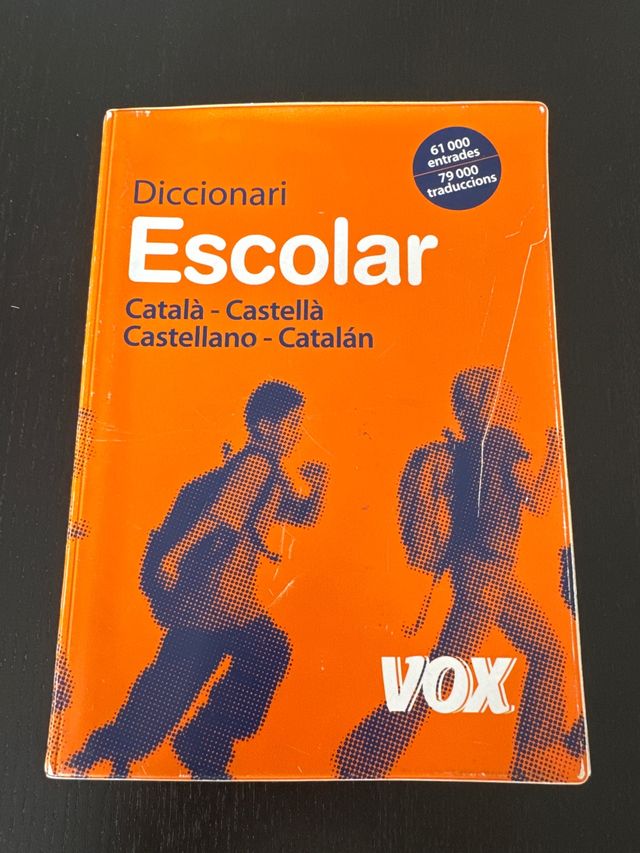 61 000
entrades
79 000
traduccions
Diccionari
Escolar
Català - Castellà
Castellano - Catalán
VOX